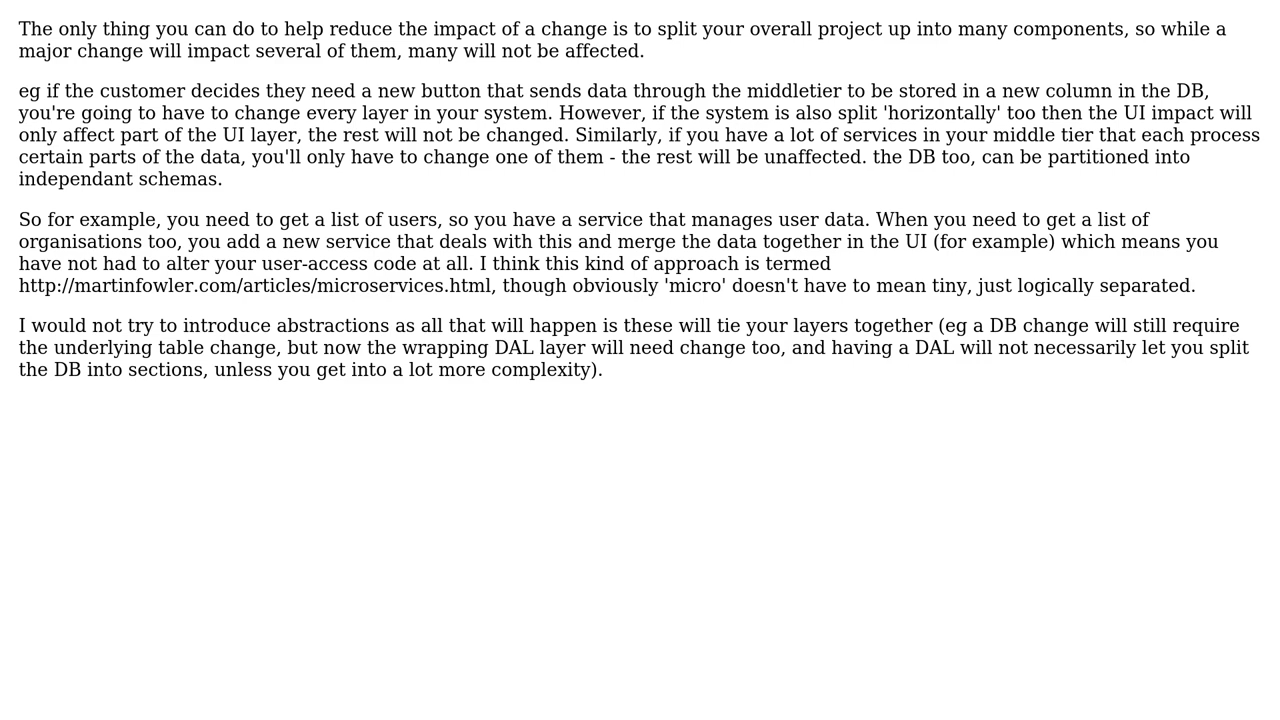 The only thing you can do to help reduce the impact of a change is to split your overall project up into many components, so while a
major change will impact several of them, many will not be affected.
eg if the customer decides they need a new button that sends data through the middletier to be stored in a new column in the DB,
you're going to have to change every layer in your system. However, if the system is also split 'horizontally' too then the UI impact will
only affect part of the UI layer, the rest will not be changed. Similarly, if you have a lot of services in your middle tier that each process
certain parts of the data, you'll only have to change one of them - the rest will be unaffected. the DB too, can be partitioned into
independant schemas.
So for example, you need to get a list of users, so you have a service that manages user data. When you need to get a list of
organisations too, you add a new service that deals with this and merge the data together in the UI (for example) which means you
have not had to alter your user-access code at all. I think this kind of approach is termed
http://martinfowler.com/articles/microservices.html, though obviously 'micro' doesn't have to mean tiny, just logically separated.
I would not try to introduce abstractions as all that will happen is these will tie your layers together (eg a DB change will still require
the underlying table change, but now the wrapping DAL layer will need change too, and having a DAL will not necessarily let you split
the DB into sections, unless you get into a lot more complexity).